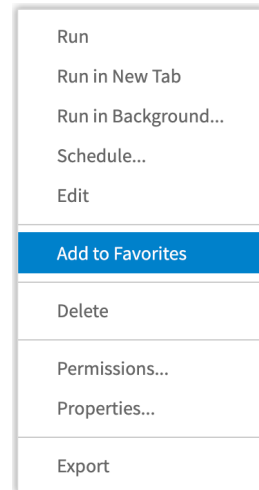 Run
Run in New Tab
Run in Background...
Schedule...
Edit
Add to Favorites
Delete
Permissions...
Properties...
Export